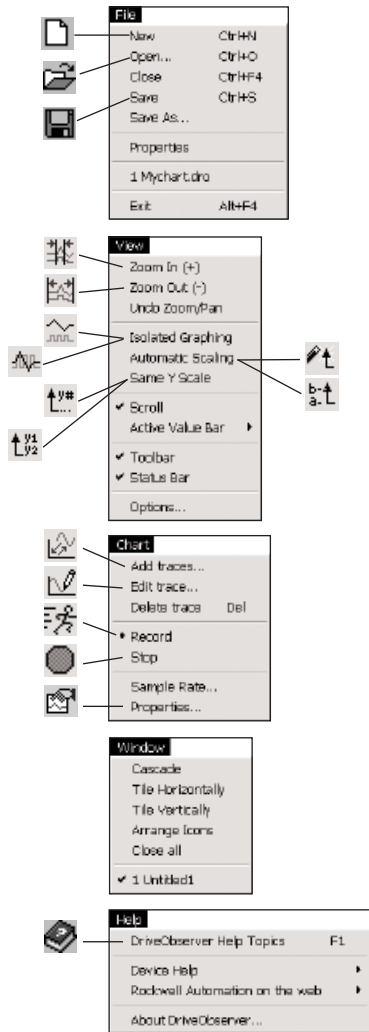 File
New Ctrl+N
Open... Ctrl+O
Close Ctrl+F4
Save Ctrl+S
Save As...
Properties
1 Mychart.dro
Exit Alt+F4
View
Zoom In (+)
Zoom Out (-)
Undo Zoom/Pan
Isolated Graphing
Automatic Scaling
Same Y Scale
y#
...
b-
a-
y1
y2
Scroll
Active Value Bar
Toolbar
Status Bar
Options...
Chart
Add traces...
Edit trace...
Delete trace Del
Record
Stop
Sample Rate...
Properties...
Window
Cascade
Tile Horizontally
Tile Vertically
Arrange Icons
Close all
1 Untitled1
Help
DriveObserver Help Topics F1
Device Help
Rockwell Automation on the web
About DriveObserver...